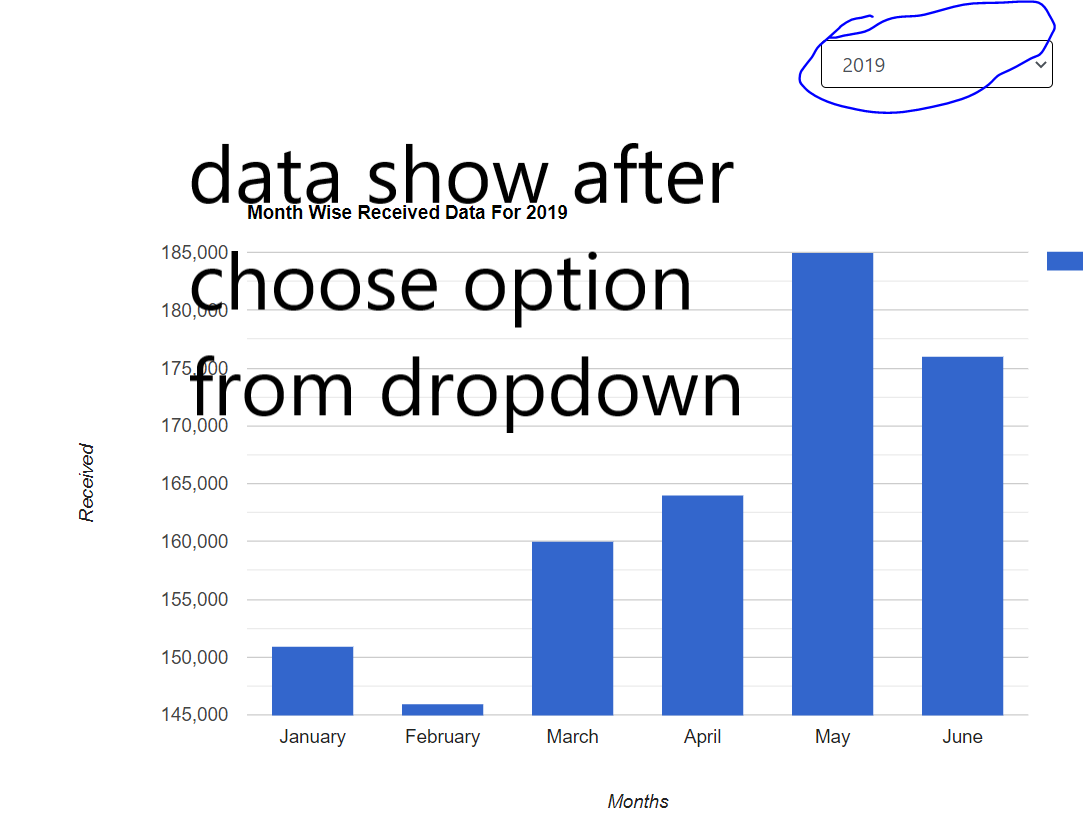 2019
data show after
Month Wise Received Data For 2019
185,000
choose option
180,000
175,000
from dropdown
170,000
Received
165,000
160,000
155,000
150,000
145,000
January February March April May June
Months